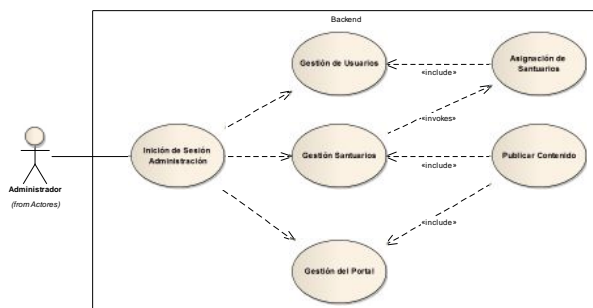 Backend
Gestión de Usuarios
Asignación de
Santuarios
«include»
«invokes»
Inición de Sesión
Administración
Gestión Santuarios
Publicar Contenido
«include»
Administrador
(from Actores)
«include»
Gestión del Portal